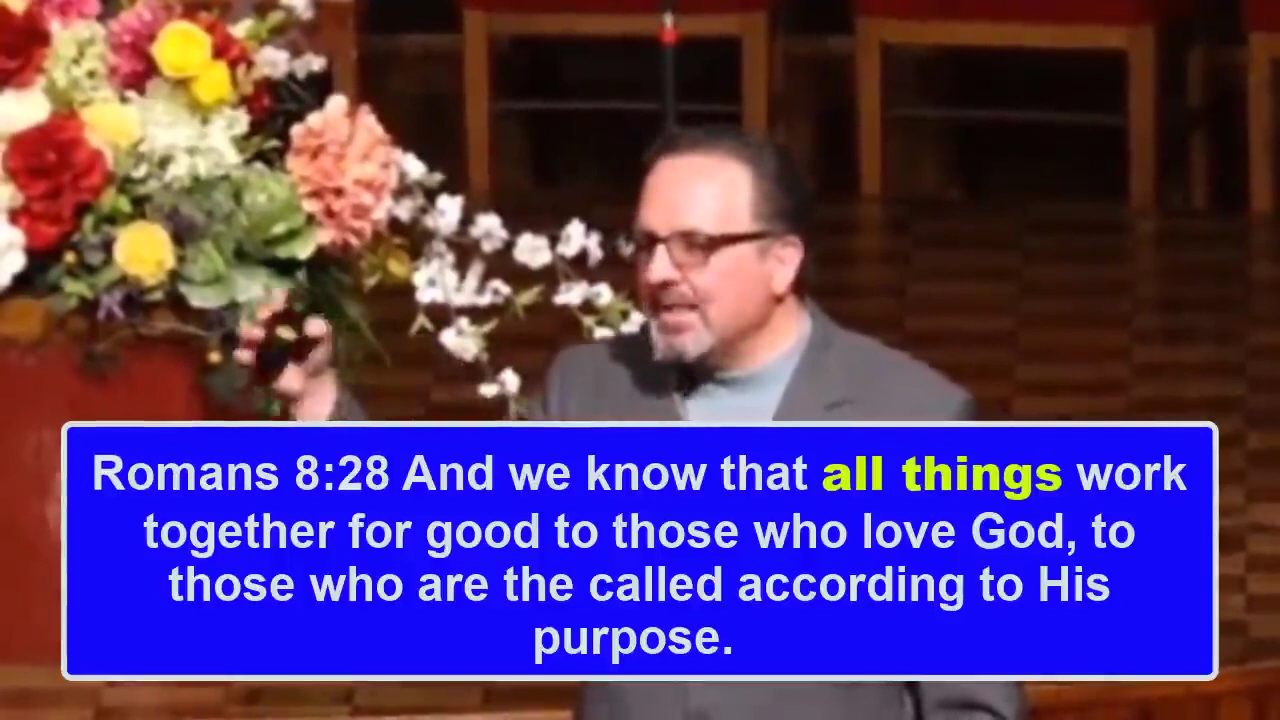 Romans 8:28 And we know that all things work
together for good to those who love God, to
those who are the called according to His
purpose.